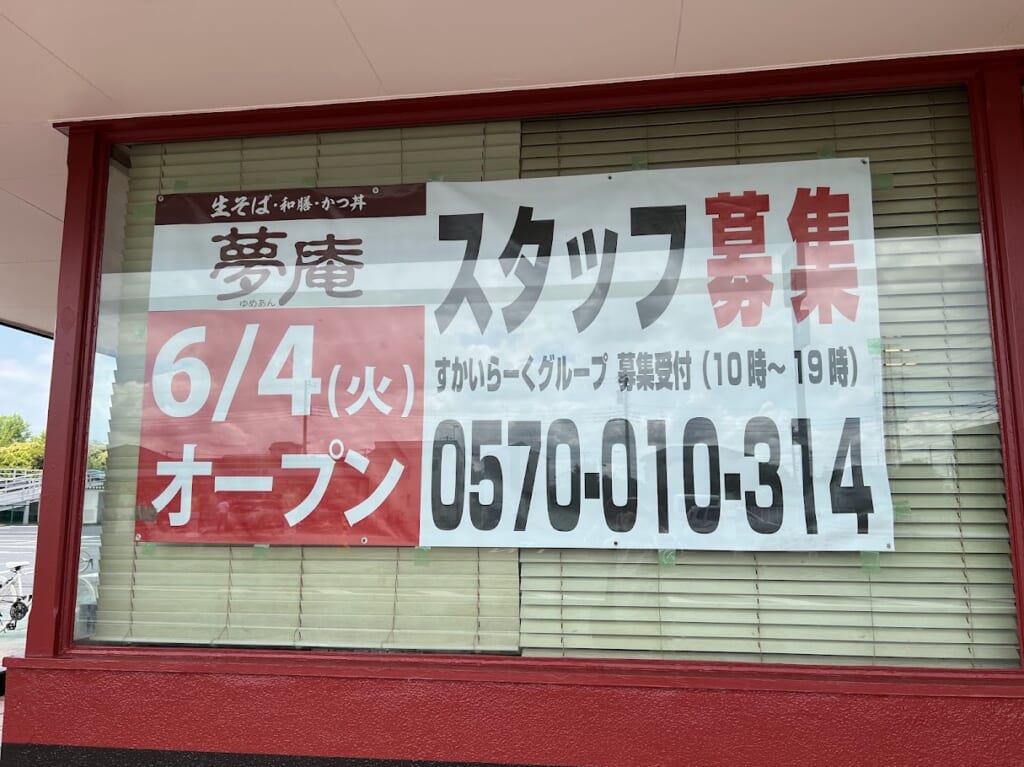 生そば・和膳・かつ丼
夢庵
ゆめあん
6/4(火)
オープン
スタッフ募集
すかいらーくグループ 募集受付（10時～19時）
0570-010-314